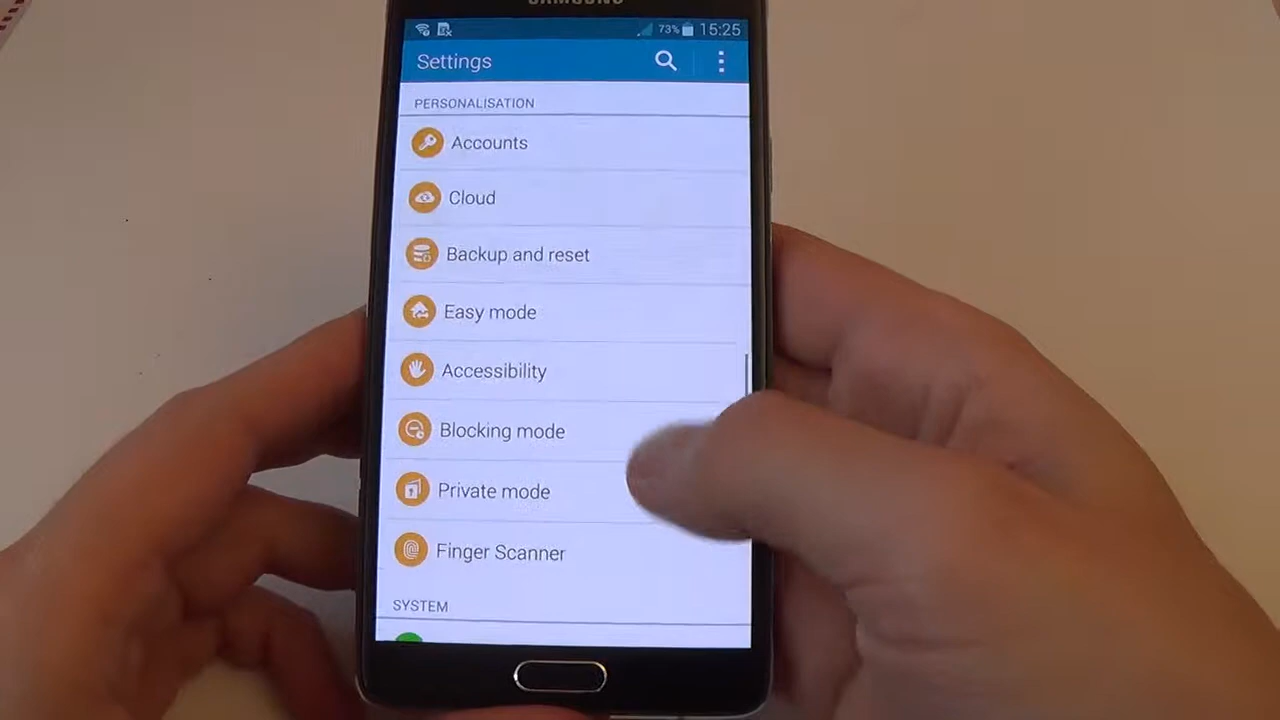 SAMSUNG
73% 15:25
Settings
PERSONALISATION
Accounts
Cloud
Backup and reset
Easy mode
Accessibility
Blocking mode
Private mode
Finger Scanner
SYSTEM